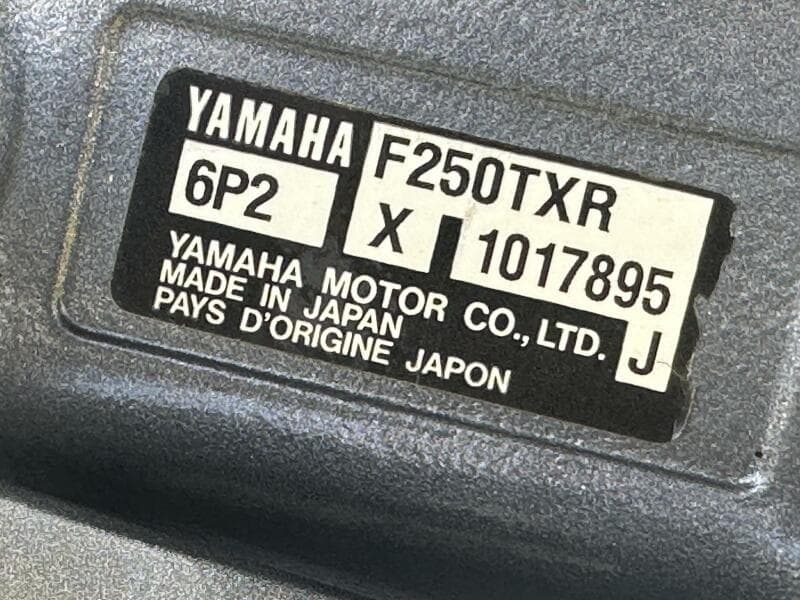 YAMAHA F250TXR
6P2 X 1017895
YAMAHA MOTOR CO., LTD. J
MADE IN JAPAN
PAYS D'ORIGINE JAPON